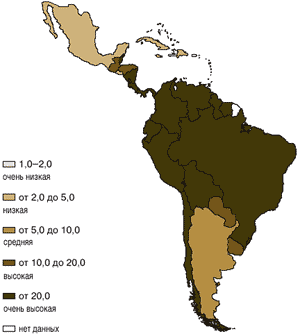 1,0–2,0
очень низкая
от 2,0 до 5,0
низкая
от 5,0 до 10,0
средняя
от 10,0 до 20,0
высокая
от 20,0
очень высокая
нет данных